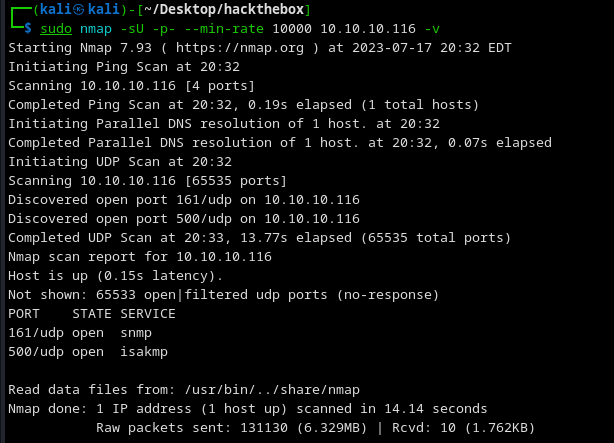 ┌──(kali㉿kali)-[~/Desktop/hackthebox]
└─$ sudo nmap -sU -p- --min-rate 10000 10.10.10.116 -v
Starting Nmap 7.93 ( https://nmap.org ) at 2023-07-17 20:32 EDT
Initiating Ping Scan at 20:32
Scanning 10.10.10.116 [4 ports]
Completed Ping Scan at 20:32, 0.19s elapsed (1 total hosts)
Initiating Parallel DNS resolution of 1 host. at 20:32
Completed Parallel DNS resolution of 1 host. at 20:32, 0.07s elapsed
Initiating UDP Scan at 20:32
Scanning 10.10.10.116 [65535 ports]
Discovered open port 161/udp on 10.10.10.116
Discovered open port 500/udp on 10.10.10.116
Completed UDP Scan at 20:33, 13.77s elapsed (65535 total ports)
Nmap scan report for 10.10.10.116
Host is up (0.15s latency).
Not shown: 65533 open|filtered udp ports (no-response)
PORT    STATE SERVICE
161/udp open  snmp
500/udp open  isakmp

Read data files from: /usr/bin/../share/nmap
Nmap done: 1 IP address (1 host up) scanned in 14.14 seconds
           Raw packets sent: 131130 (6.329MB) | Rcvd: 10 (1.762KB)